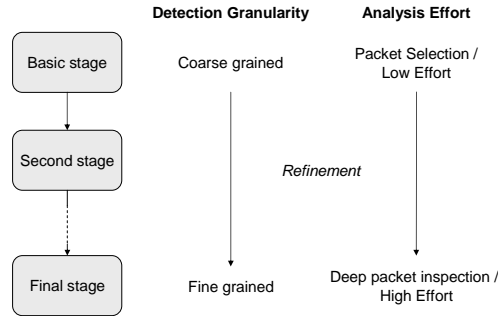 Detection Granularity
Analysis Effort
Basic stage
Coarse grained
Packet Selection /
Low Effort
Second stage
Refinement
Final stage
Fine grained
Deep packet inspection /
High Effort